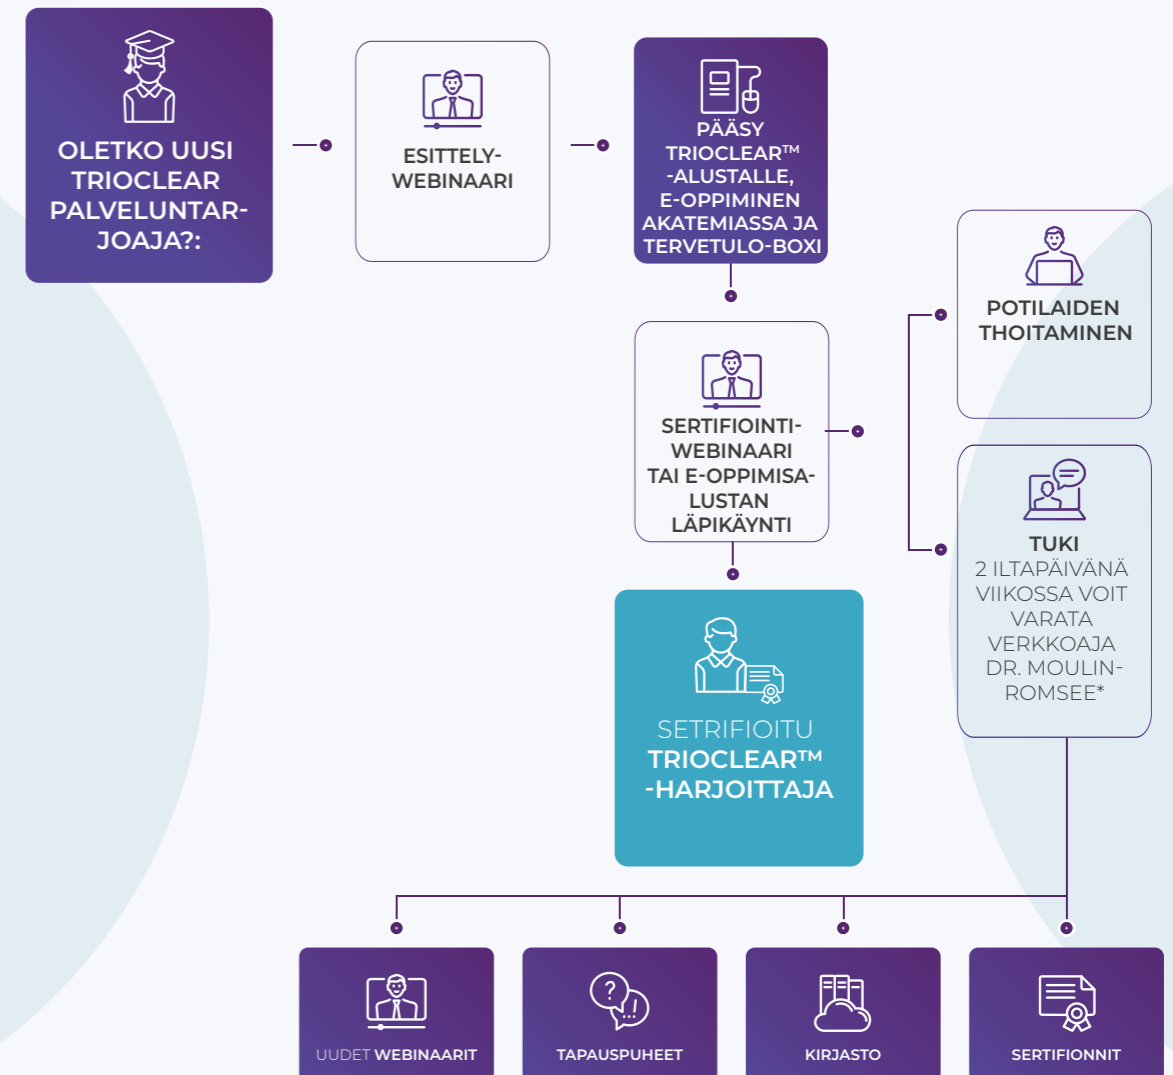 OLETKO UUSI
TRIOCLEAR
PALVELUNTAR-
JOAJA?:
ESITTELY-
WEBINAARI
PÄÄSY
TRIOCLEAR™
-ALUSTALLE,
E-OPPIMINEN
AKATEMIASSA JA
TERVETULO-BOXI
SERTIFIOINTI-
WEBINAARI
TAI E-OPPIMISA-
LUSTAN
LÄPIKÄYNTI
POTILAIDEN
THOITAMINEN
TUKI
2 ILTAPÄIVÄNÄ
VIIKOSSA VOIT
VARATA
VERKKOAJA
DR. MOULIN-
ROMSEE*
SETRIFIOITU
TRIOCLEAR™
-HARJOITTAJA
UUDET WEBINAARIT
TAPAUSPUHEET
KIRJASTO
SERTIFIONNIT